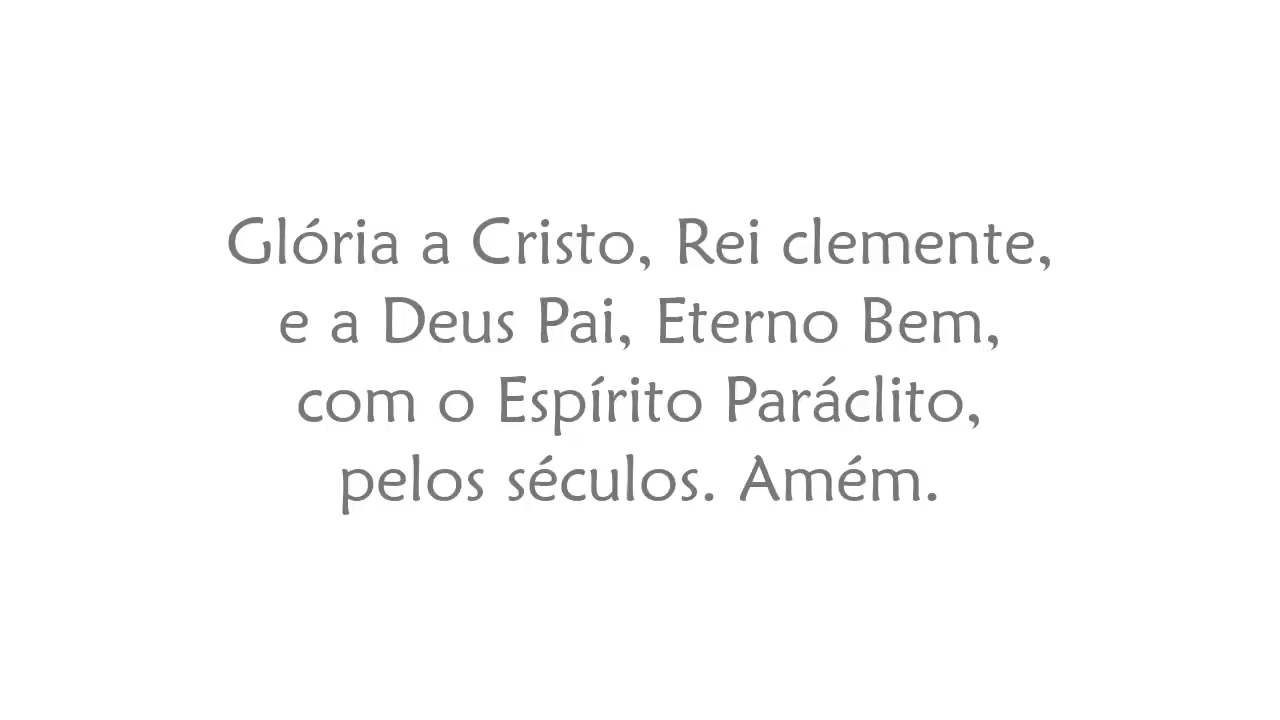 Glória a Cristo, Rei clemente,
e a Deus Pai, Eterno Bem,
com o Espírito Paráclito,
pelos séculos. Amém.